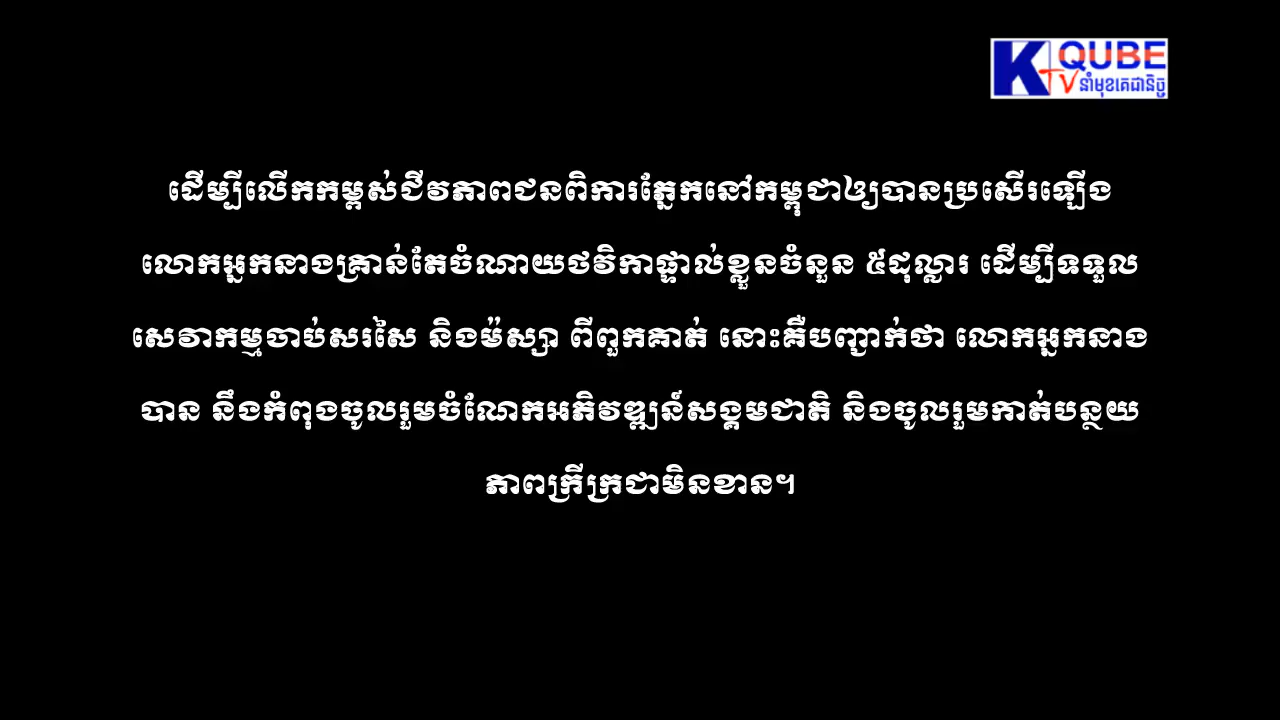 K TV QUBE
នាំមុខគេជានិច្ច
ដើម្បីលើកកម្ពស់ជីវភាពជនពិការភ្នែកនៅកម្ពុជាឲ្យបានប្រសើរឡើង
លោកអ្នកនាងគ្រាន់តែចំណាយថវិកាផ្ទាល់ខ្លួនចំនួន ៥ដុល្លារ ដើម្បីទទួល
សេវាកម្មចាប់សរសៃ និងម៉ស្សា ពីពួកគាត់ នោះគឺបញ្ជាក់ថា លោកអ្នកនាង
បាន នឹងកំពុងចូលរួមចំណែកអភិវឌ្ឍន៍សង្គមជាតិ និងចូលរួមកាត់បន្ថយ
ភាពក្រីក្រជាមិនខាន។